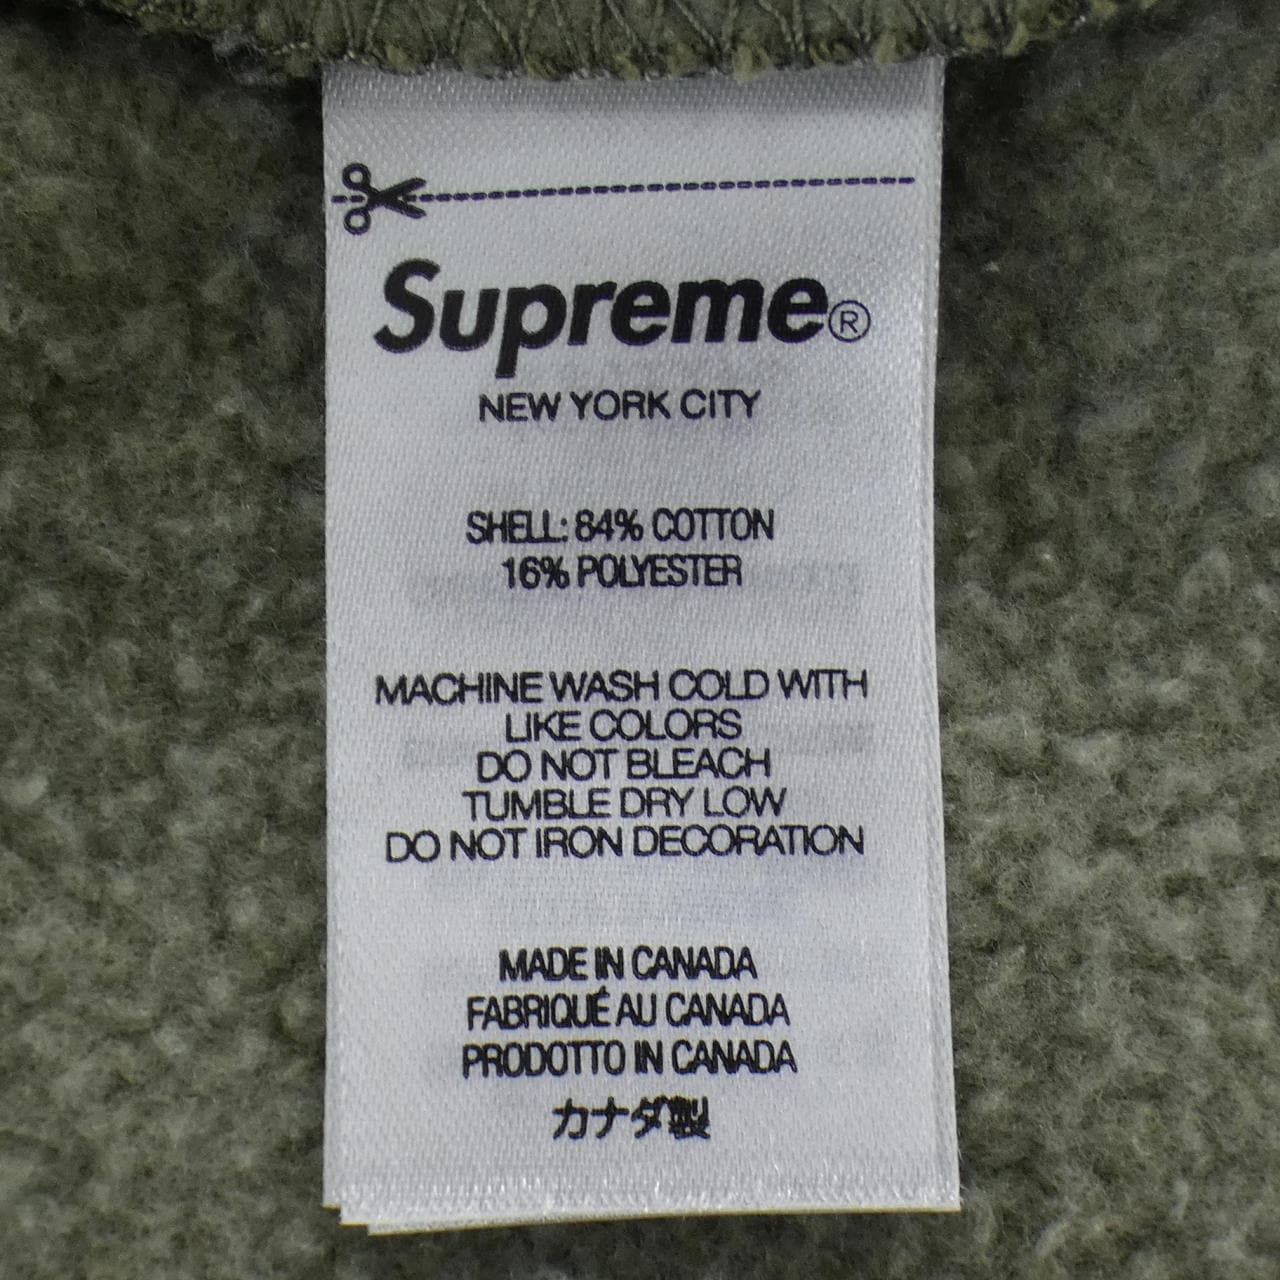 Supreme®
NEW YORK CITY
SHELL: 84% COTTON
16% POLYESTER
MACHINE WASH COLD WITH
LIKE COLORS
DO NOT BLEACH
TUMBLE DRY LOW
DO NOT IRON DECORATION
MADE IN CANADA
FABRIQUÉ AU CANADA
PRODOTTO IN CANADA
カナダ製